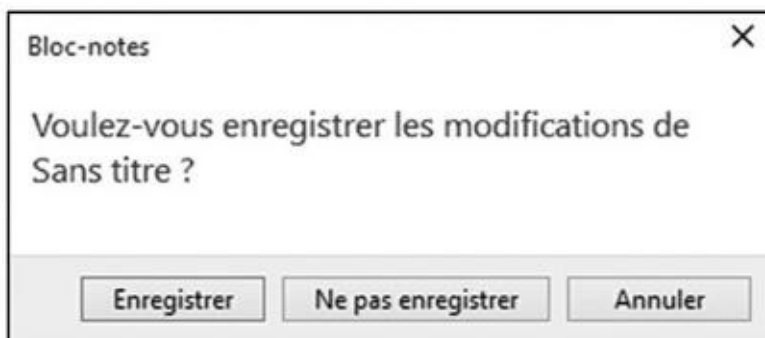 Bloc-notes
Voulez-vous enregistrer les modifications de
Sans titre ?
Enregistrer Ne pas enregistrer Annuler